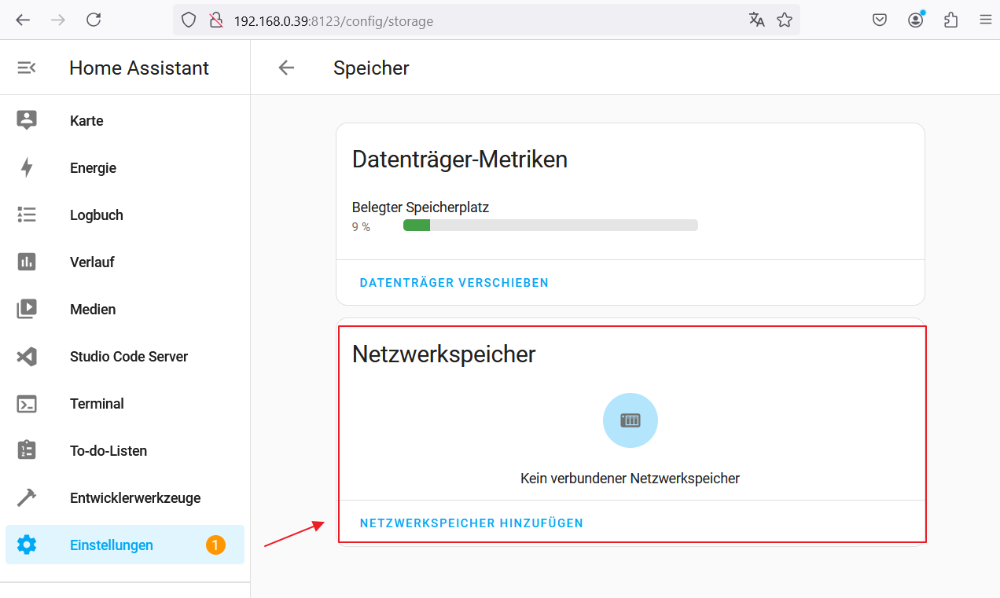 192.168.0.39:8123/config/storage
Home Assistant
Speicher
Karte
Energie
Logbuch
Verlauf
Medien
Studio Code Server
Terminal
To-do-Listen
Entwicklerwerkzeuge
Einstellungen 1
Datenträger-Metriken
Belegter Speicherplatz
9 %
DATENTRÄGER VERSCHIEBEN
Netzwerkspeicher
Kein verbundener Netzwerkspeicher
NETZWERKSPEICHER HINZUFÜGEN